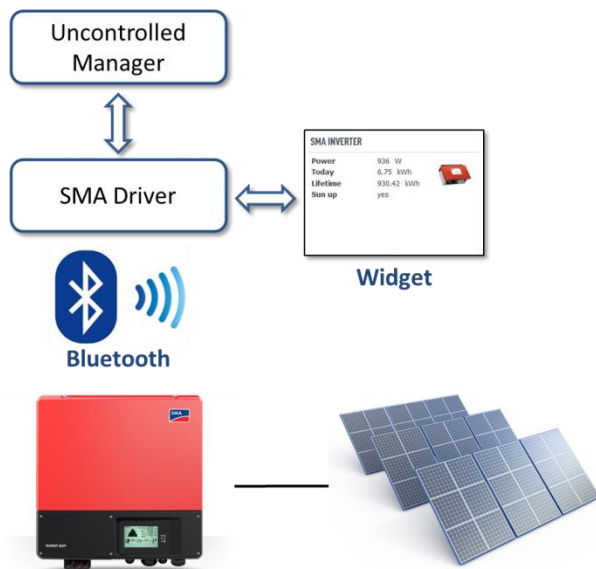 Uncontrolled
Manager
SMA Driver
SMA INVERTER
Power 936 W
Today 6.75 kWh
Lifetime 930.42 kWh
Sun up yes
Widget
Bluetooth
SMA